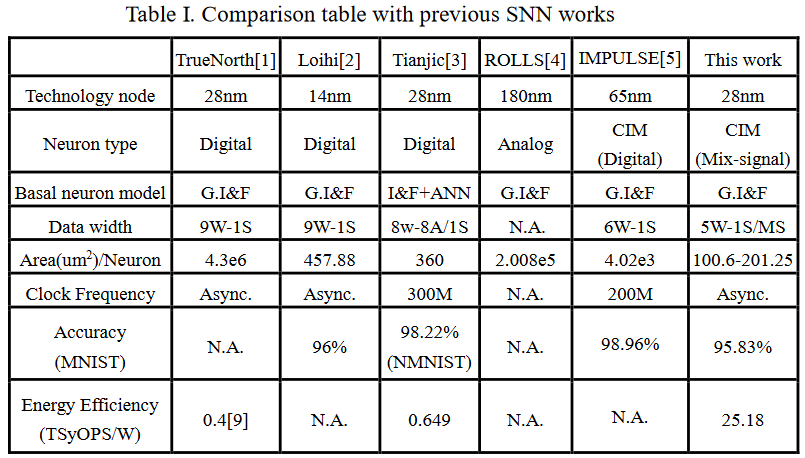 Table I. Comparison table with previous SNN works
TrueNorth[1] Loihi[2] Tianjic[3] ROLLS[4] IMPULSE[5] This work
Technology node 28nm 14nm 28nm 180nm 65nm 28nm
Neuron type Digital Digital Digital Analog CIM (Digital) CIM (Mix-signal)
Basal neuron model G.I&F G.I&F I&F+ANN G.I&F G.I&F G.I&F
Data width 9W-1S 9W-1S 8w-8A/1S N.A. 6W-1S 5W-1S/MS
Area(um²)/Neuron 4.3e6 457.88 360 2.008e5 4.02e3 100.6-201.25
Clock Frequency Async. Async. 300M N.A. 200M Async.
Accuracy (MNIST) N.A. 96% 98.22% (NMNIST) N.A. 98.96% 95.83%
Energy Efficiency (TSyOPS/W) 0.4[9] N.A. 0.649 N.A. N.A. 25.18